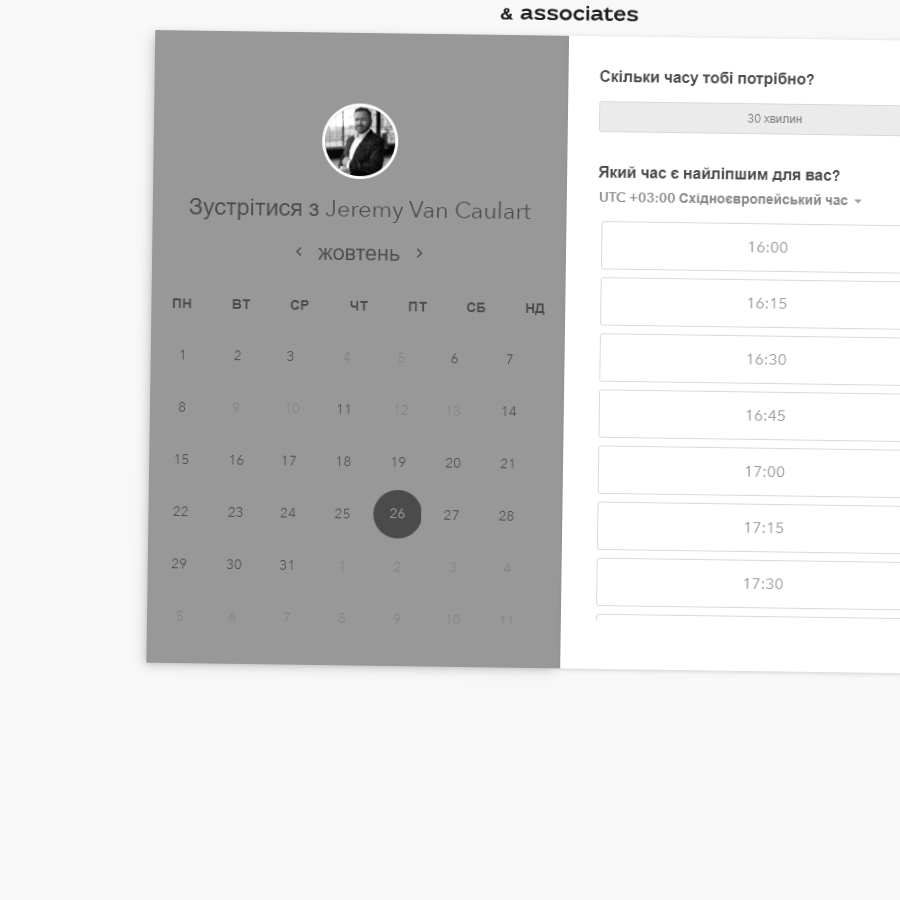 & associates
Зустрітися з Jeremy Van Caulart
жовтень
ПН ВТ СР ЧТ ПТ СБ НД
1 2 3 4 5 6 7
8 9 10 11 12 13 14
15 16 17 18 19 20 21
22 23 24 25 26 27 28
29 30 31 1 2 3 4
5 6 7 8 9 10 11
Скільки часу тобі потрібно?
30 хвилин
Який час є найліпшим для вас?
UTC +03:00 Східноєвропейський час
16:00
16:15
16:30
16:45
17:00
17:15
17:30